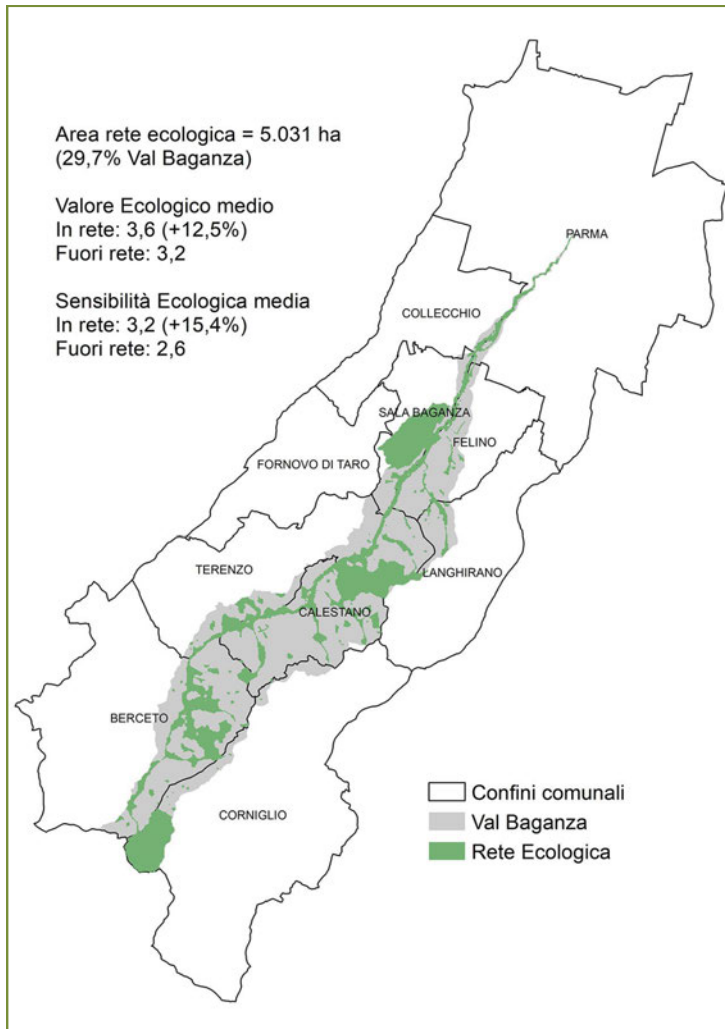 Area rete ecologica = 5.031 ha
(29,7% Val Baganza)
Valore Ecologico medio
In rete: 3,6 (+12,5%)
Fuori rete: 3,2
Sensibilità Ecologica media
In rete: 3,2 (+15,4%)
Fuori rete: 2,6
PARMA
COLLECCHIO
SALA BAGANZA
FELINO
FORNOVO DI TARO
TERENZO
LANGHIRANO
CALESTANO
BERCETO
CORNIGLIO
Confini comunali
Val Baganza
Rete Ecologica